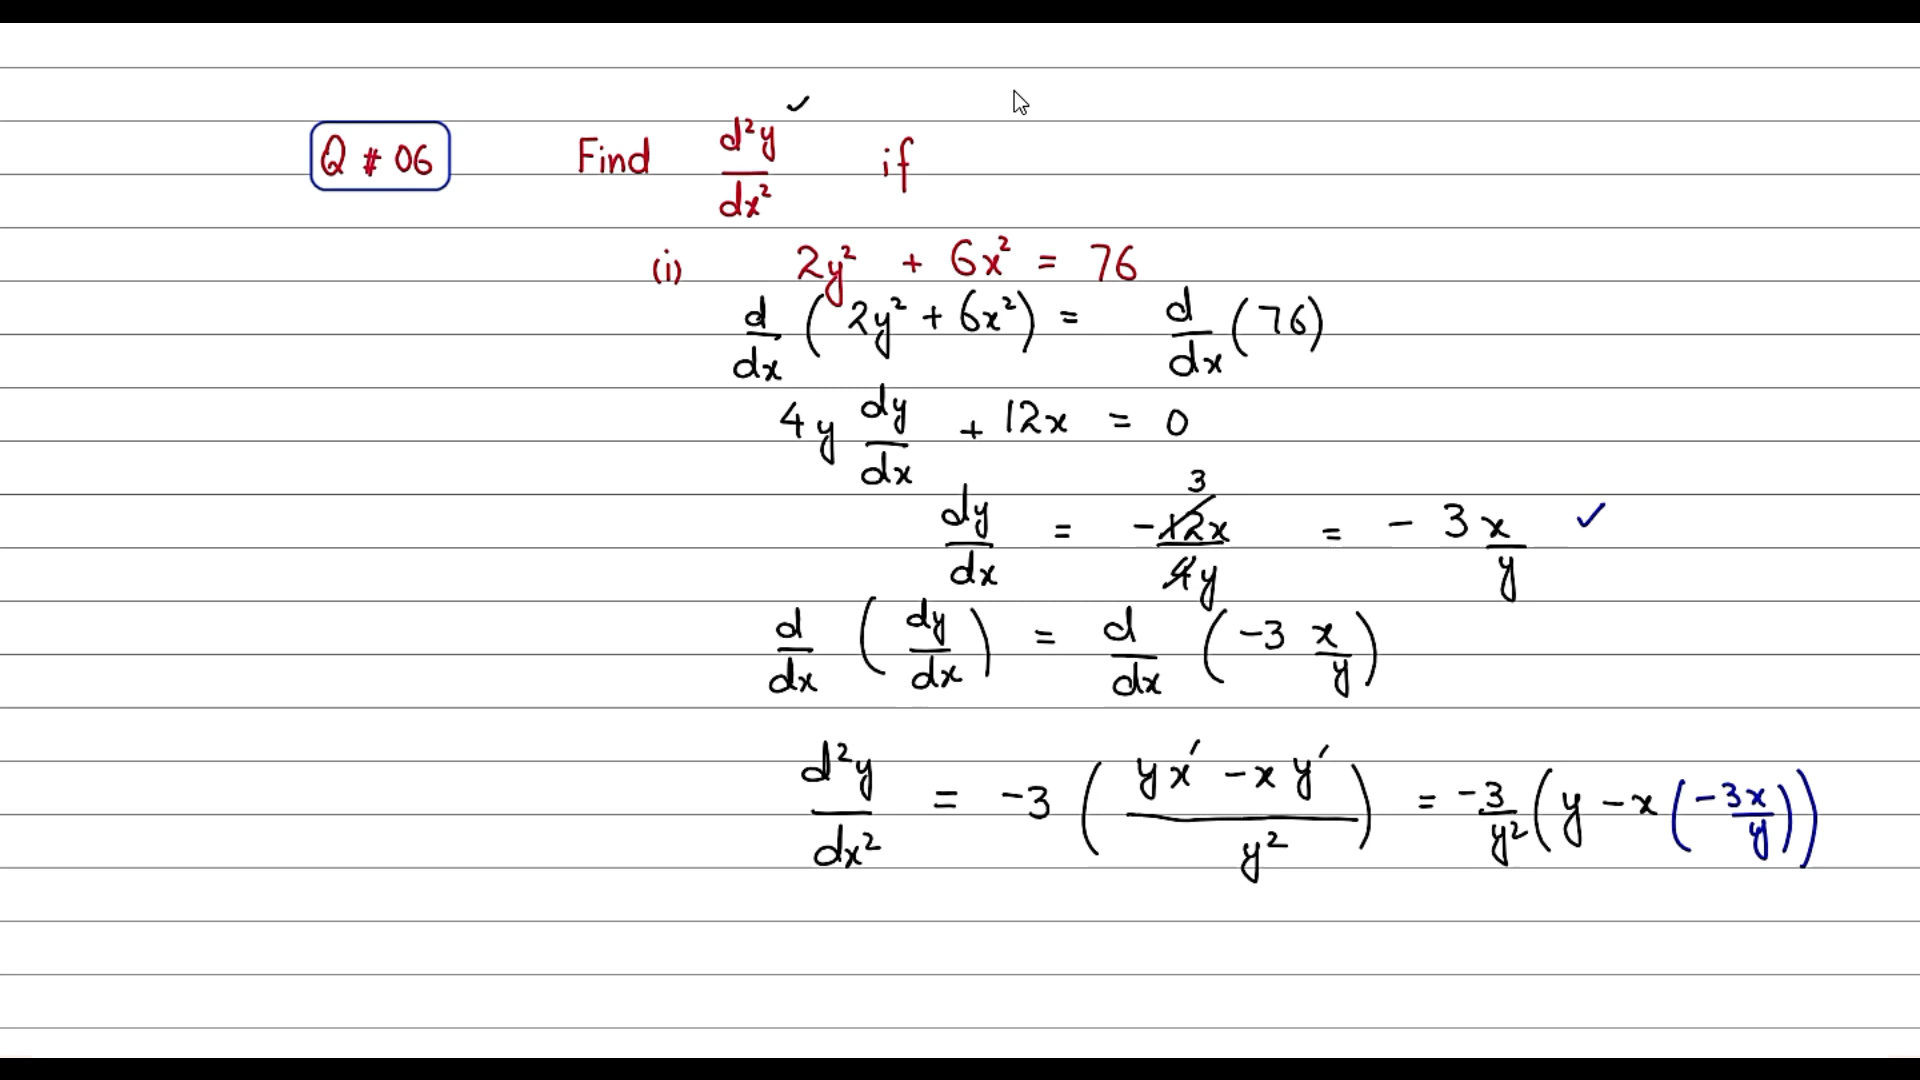 Q # 06 Find d²y/dx² ✓ if
(i) 2y² + 6x² = 76
d/dx (2y² + 6x²) = d/dx (76)
4y dy/dx + 12x = 0
dy/dx = -12x/4y 3 = - 3 x/y ✓
d/dx (dy/dx) = d/dx (-3 x/y)
d²y/dx² = -3 ((yx′ - xy′)/y²) = -3/y² (y - x (-3x/y))